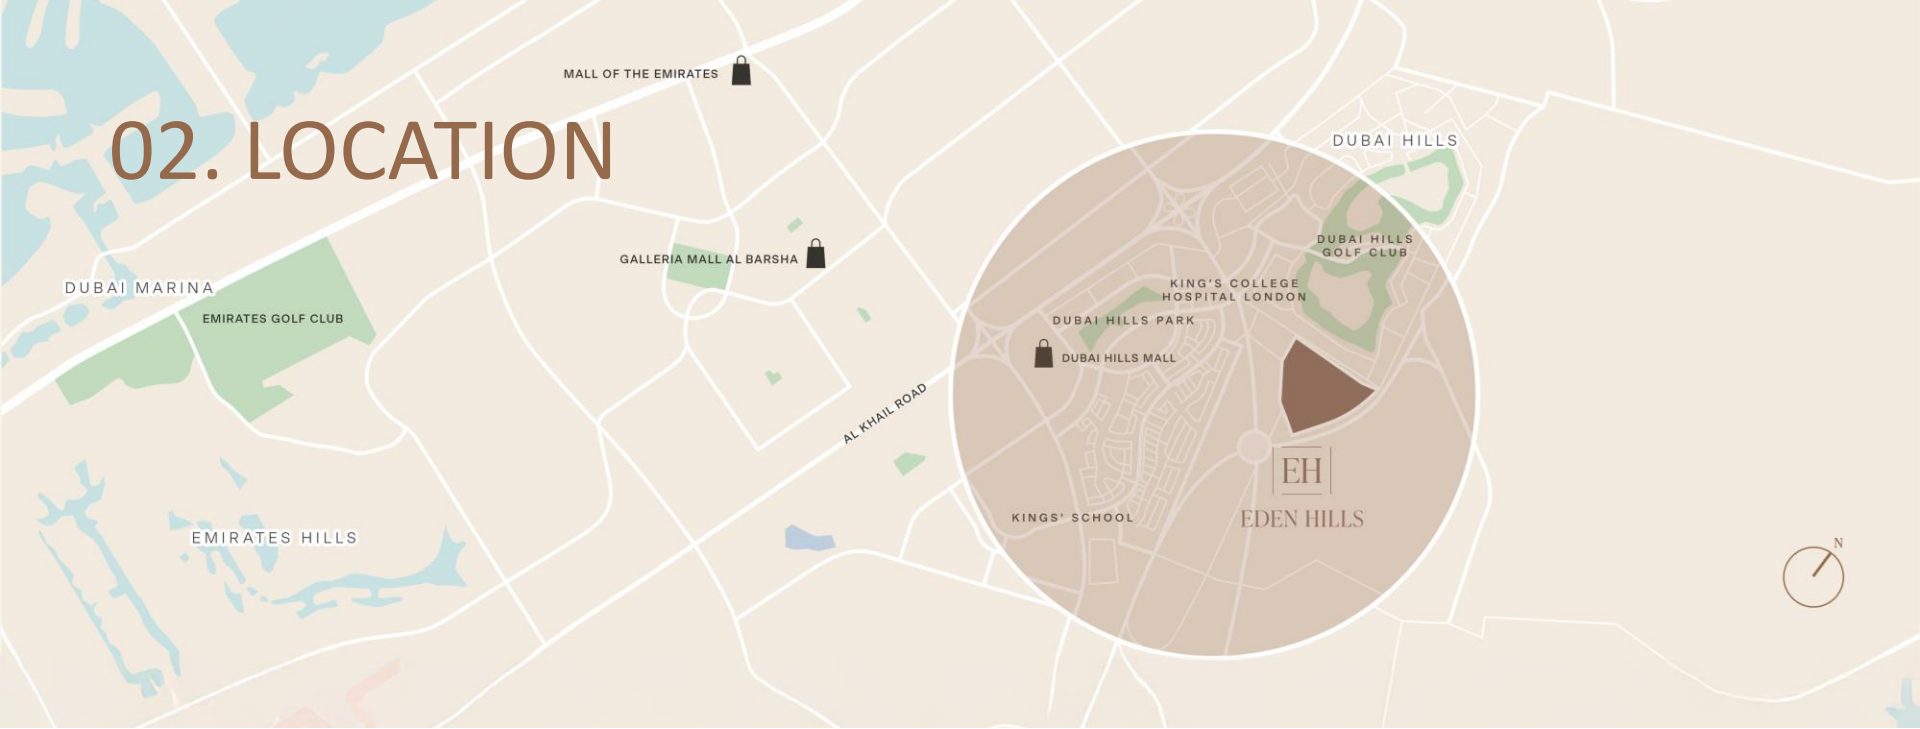 MALL OF THE EMIRATES
02. LOCATION
DUBAI HILLS
DUBAI HILLS
GOLF CLUB
GALLERIA MALL AL BARSHA
DUBAI MARINA
KING'S COLLEGE
HOSPITAL LONDON
EMIRATES GOLF CLUB
DUBAI HILLS PARK
DUBAI HILLS MALL
AL KHAIL ROAD
EH
EDEN HILLS
KINGS' SCHOOL
EMIRATES HILLS
N